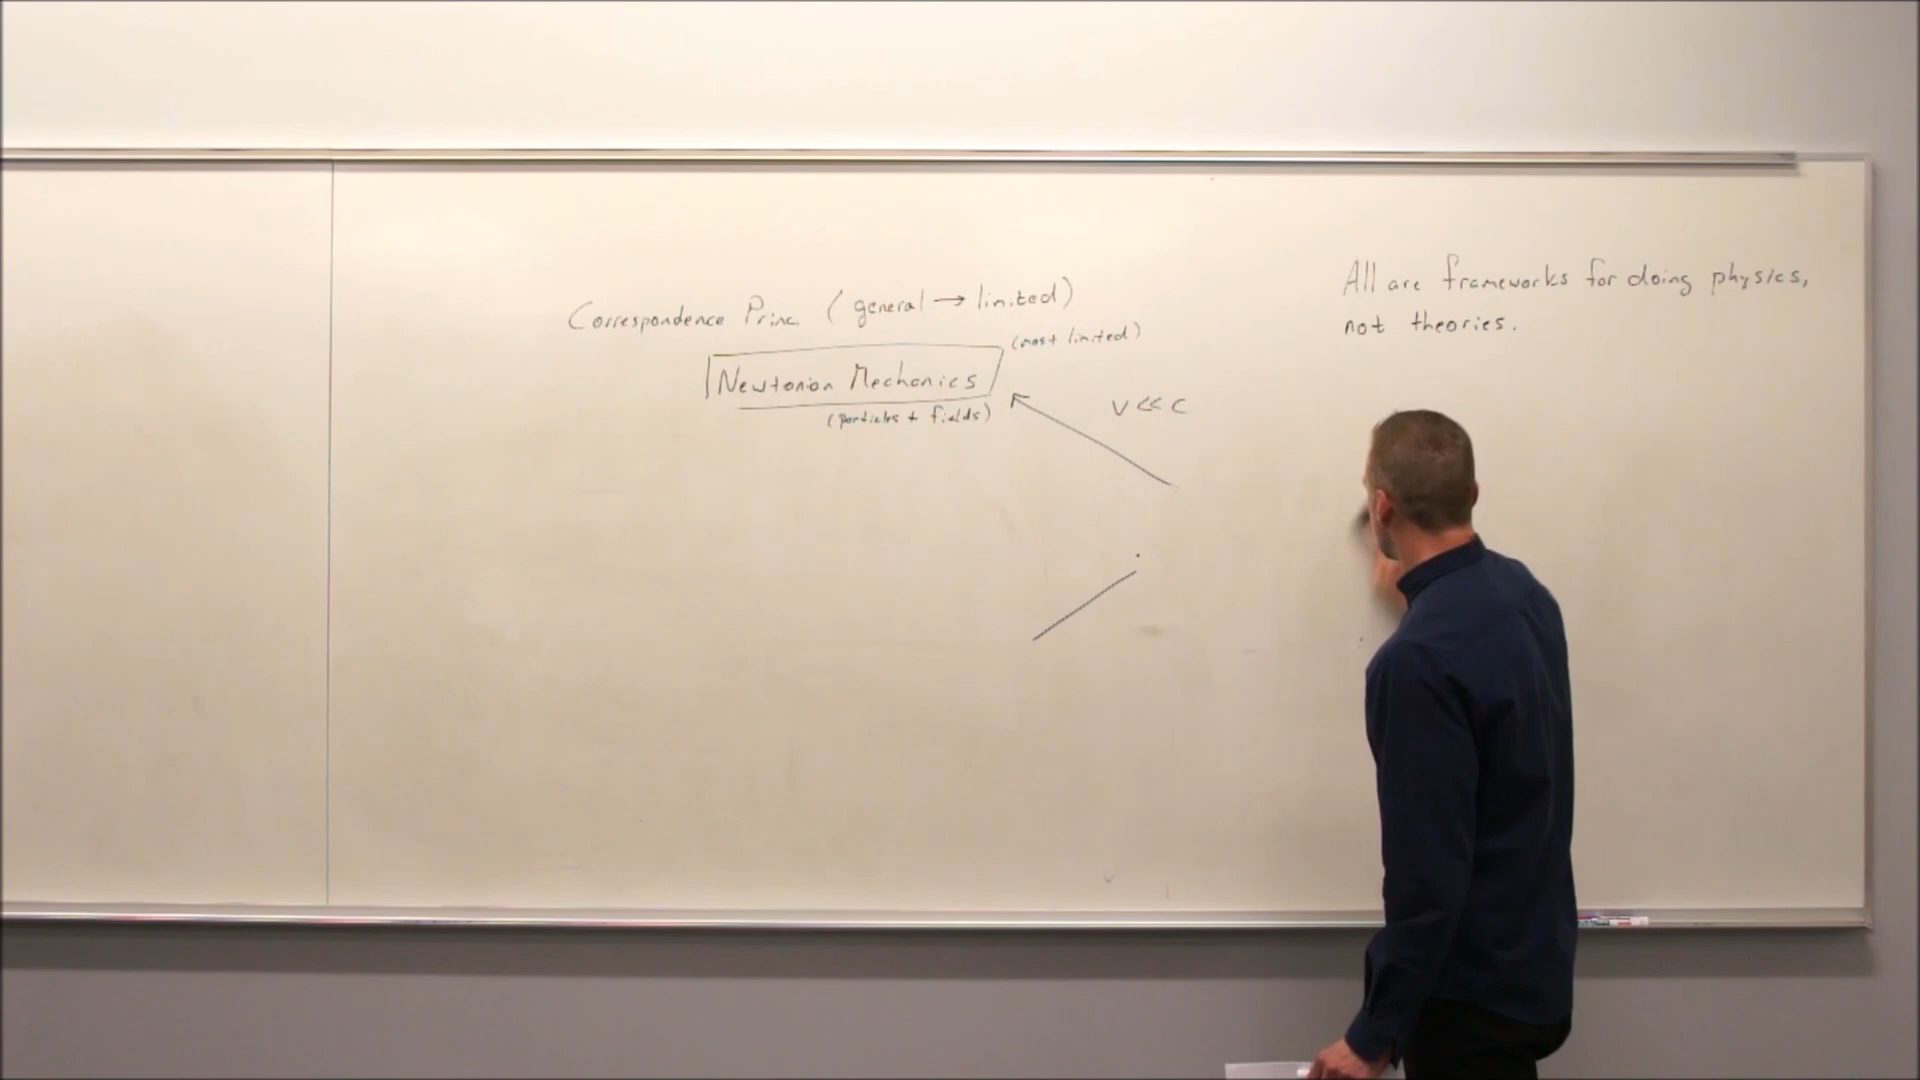 Correspondence Princ. (general → limited)
(most limited)
Newtonian Mechanics
(particles + fields)
v << c
All are frameworks for doing physics,
not theories.